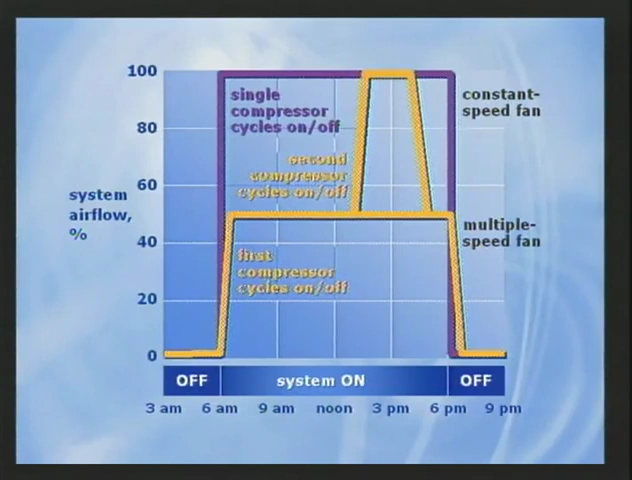 100
80
60
40
20
0
system
airflow,
%
single
compressor
cycles on/off
second
compressor
cycles on/off
first
compressor
cycles on/off
constant-
speed fan
multiple-
speed fan
OFF system ON OFF
3 am 6 am 9 am noon 3 pm 6 pm 9 pm